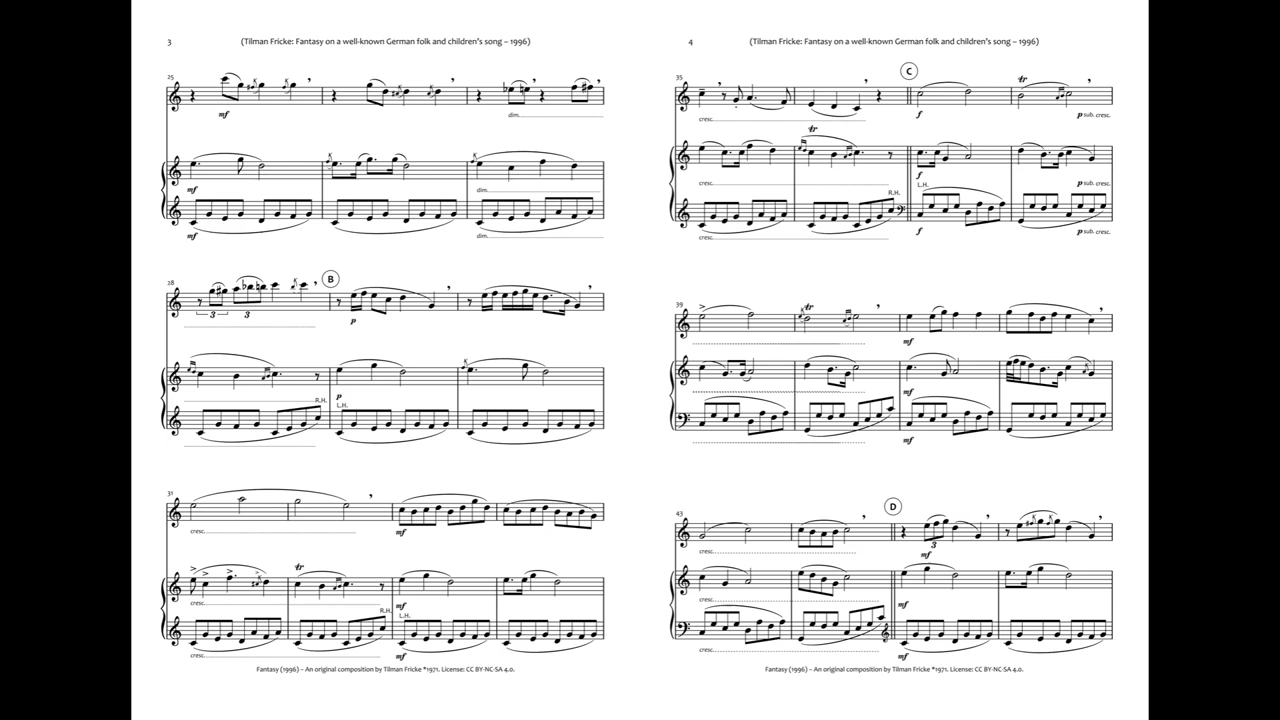 3
(Tilman Fricke: Fantasy on a well-known German folk and children's song – 1996)
25
mf
dim.
mf
dim.
mf
dim.
28
B
3
3
p
R.H.
p
L.H.
31
cresc.
mf
tr
cresc.
R.H.
mf
L.H.
cresc.
mf
Fantasy (1996) – An original composition by Tilman Fricke *1971. License: CC BY-NC-SA 4.0.
4
(Tilman Fricke: Fantasy on a well-known German folk and children's song – 1996)
35
C
tr
cresc.
f
p sub. cresc.
tr
cresc.
f
p sub. cresc.
R.H.
L.H.
cresc.
f
p sub. cresc.
39
tr
mf
mf
mf
43
D
cresc.
3
mf
cresc.
mf
cresc.
Fantasy (1996) – An original composition by Tilman Fricke *1971. License: CC BY-NC-SA 4.0.